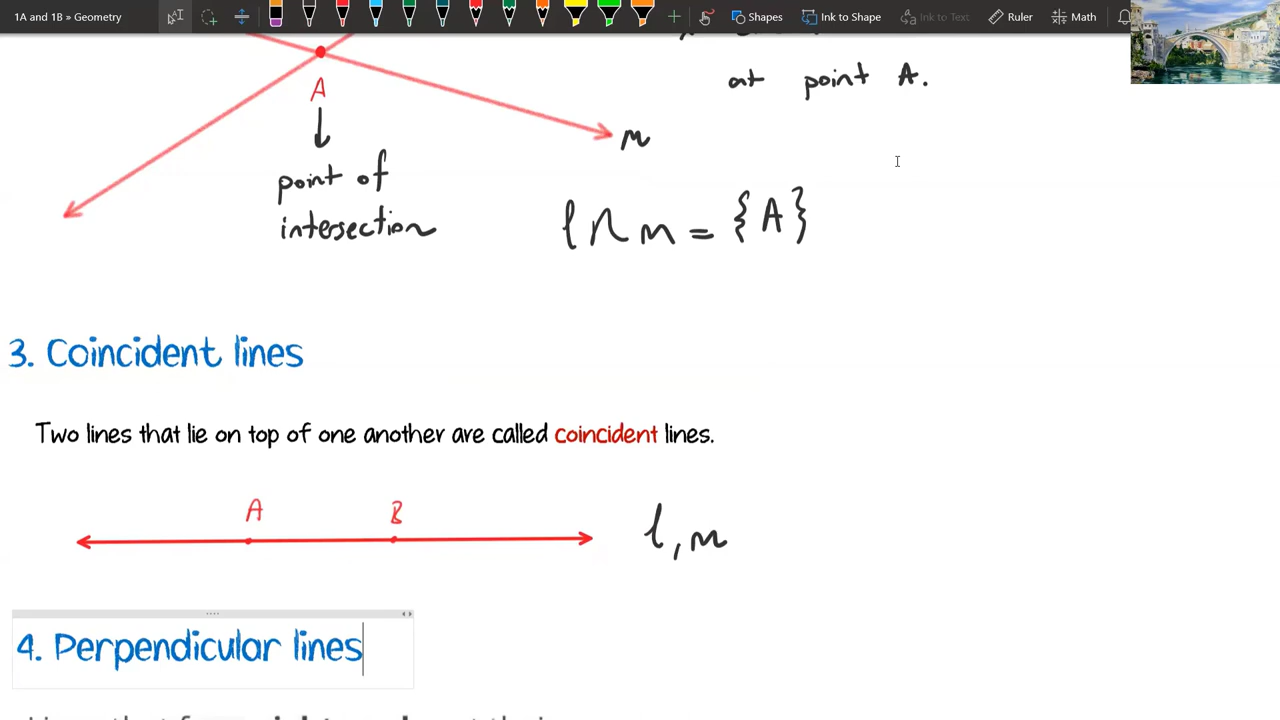 1A and 1B » Geometry
Shapes
Ink to Shape
Ink to Text
Ruler
Math
at point A.
A
m
point of
intersection
l ∩ m = {A}
3. Coincident lines
Two lines that lie on top of one another are called coincident lines.
A B
l, m
4. Perpendicular lines